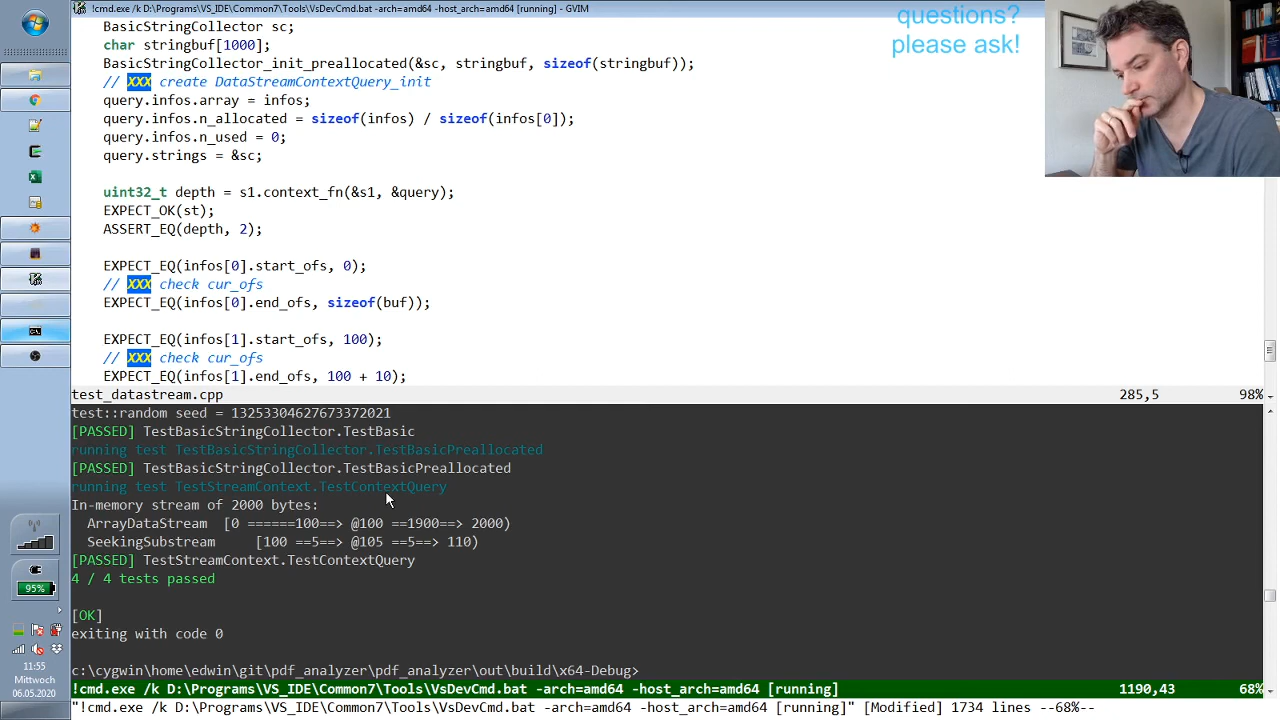 !cmd.exe /k D:\Programs\VS_IDE\Common7\Tools\VsDevCmd.bat -arch=amd64 -host_arch=amd64 [running] - GVIM
questions?
please ask!
BasicStringCollector sc;
char stringbuf[1000];
BasicStringCollector_init_preallocated(&sc, stringbuf, sizeof(stringbuf));
// XXX create DataStreamContextQuery_init
query.infos.array = infos;
query.infos.n_allocated = sizeof(infos) / sizeof(infos[0]);
query.infos.n_used = 0;
query.strings = &sc;
uint32_t depth = s1.context_fn(&s1, &query);
EXPECT_OK(st);
ASSERT_EQ(depth, 2);
EXPECT_EQ(infos[0].start_ofs, 0);
// XXX check cur_ofs
EXPECT_EQ(infos[0].end_ofs, sizeof(buf));
EXPECT_EQ(infos[1].start_ofs, 100);
// XXX check cur_ofs
EXPECT_EQ(infos[1].end_ofs, 100 + 10);
test_datastream.cpp 285,5 98%
test::random seed = 13253304627673372021
[PASSED] TestBasicStringCollector.TestBasic
running test TestBasicStringCollector.TestBasicPreallocated
[PASSED] TestBasicStringCollector.TestBasicPreallocated
running test TestStreamContext.TestContextQuery
In-memory stream of 2000 bytes:
ArrayDataStream [0 ======100==> @100 ==1900==> 2000)
SeekingSubstream [100 ==5==> @105 ==5==> 110)
[PASSED] TestStreamContext.TestContextQuery
4 / 4 tests passed
[OK]
exiting with code 0
c:\cygwin\home\edwin\git\pdf_analyzer\pdf_analyzer\out\build\x64-Debug>
!cmd.exe /k D:\Programs\VS_IDE\Common7\Tools\VsDevCmd.bat -arch=amd64 -host_arch=amd64 [running] 1190,43 68%
"!cmd.exe /k D:\Programs\VS_IDE\Common7\Tools\VsDevCmd.bat -arch=amd64 -host_arch=amd64 [running]" [Modified] 1734 lines --68%--
95%
11:55
Mittwoch
06.05.2020